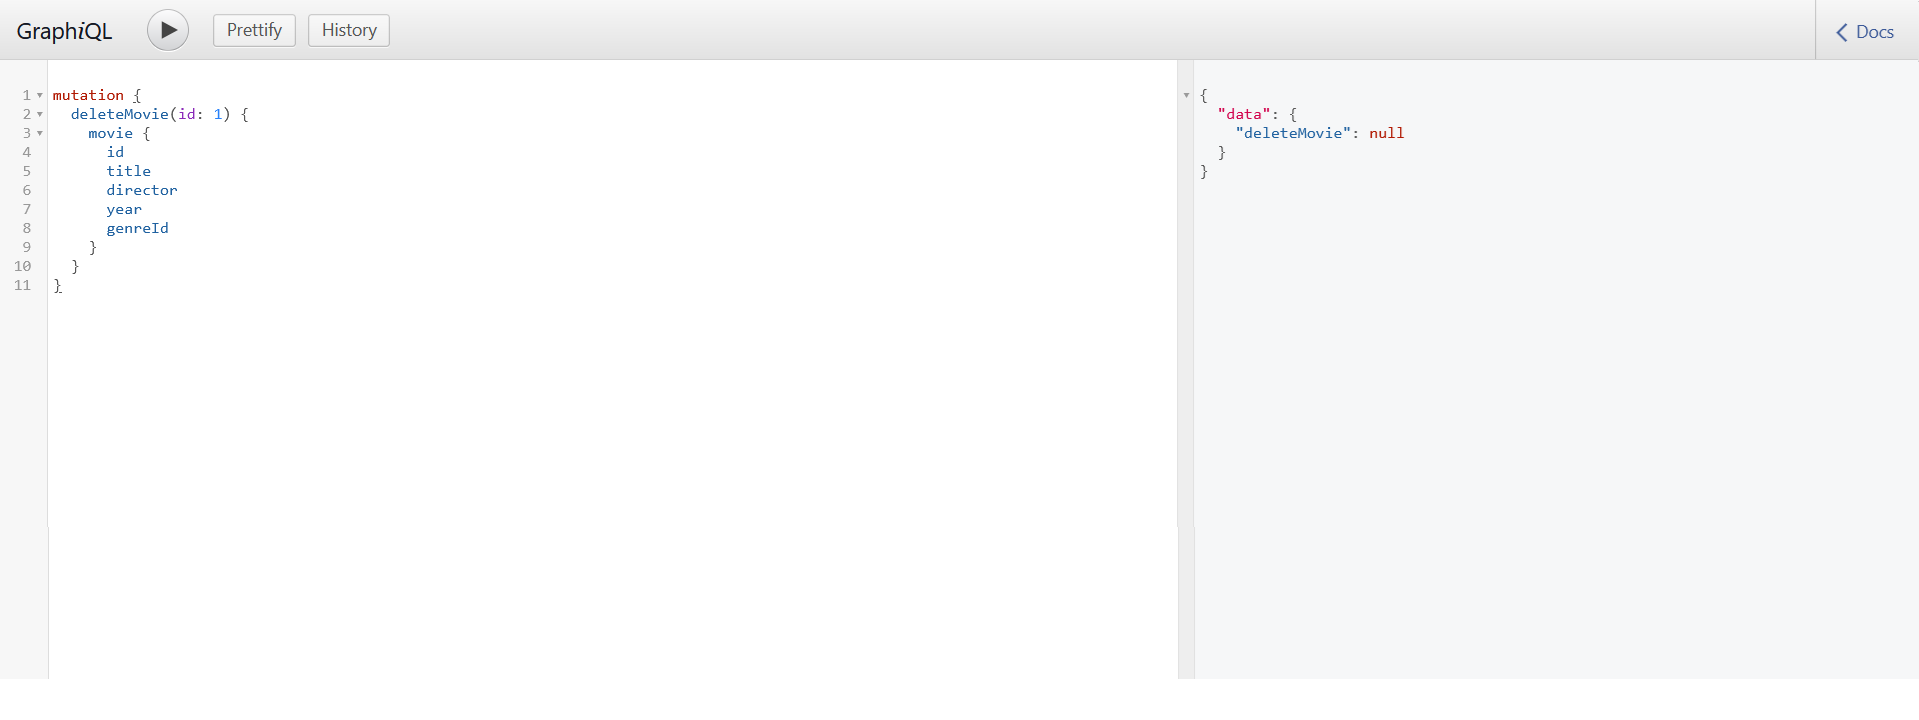 GraphiQL Prettify History Docs
1 mutation {
2 deleteMovie(id: 1) {
3 movie {
4 id
5 title
6 director
7 year
8 genreId
9 }
10 }
11 }
{
"data": {
"deleteMovie": null
}
}